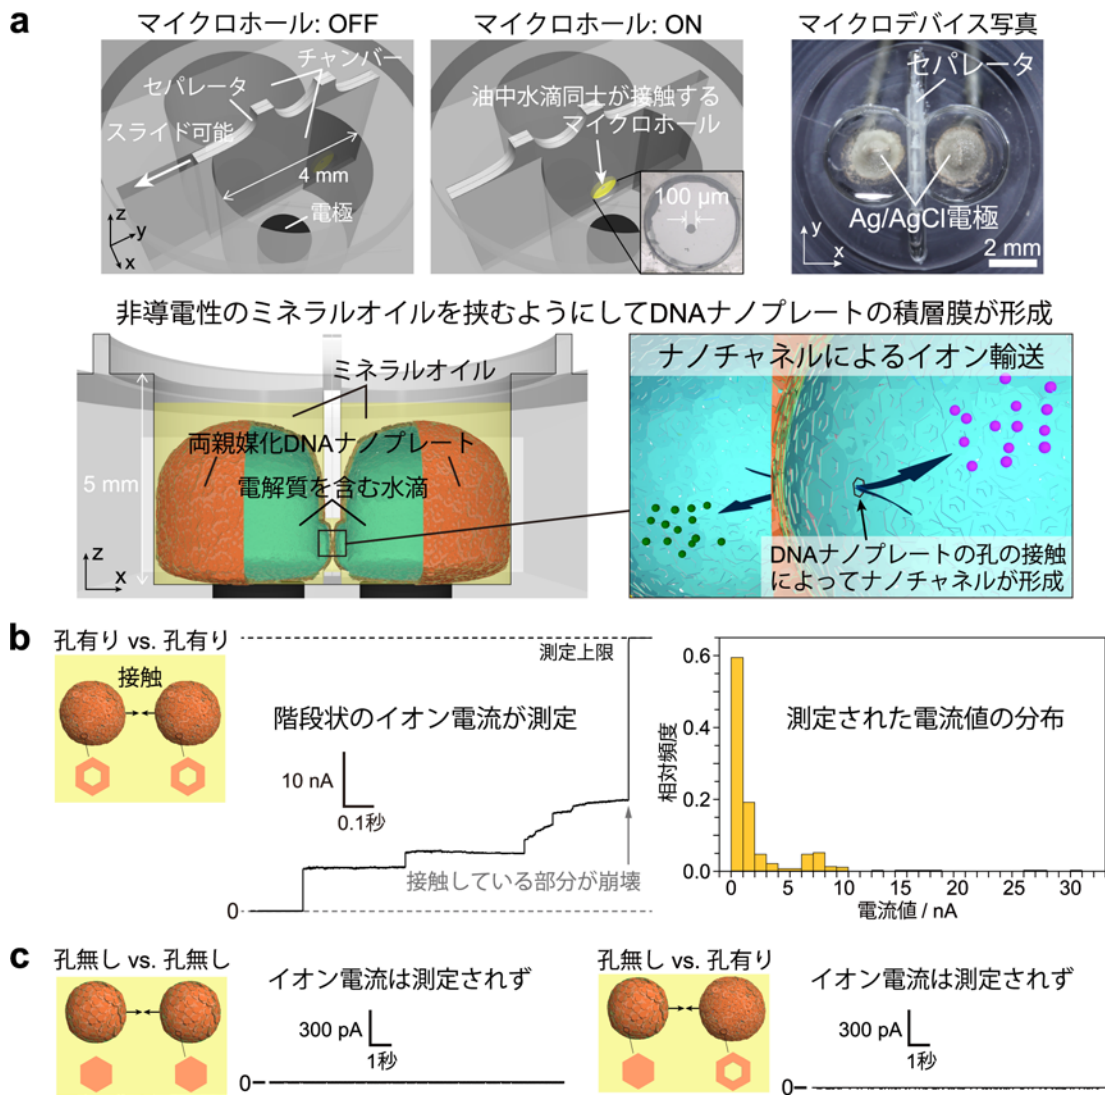 a
マイクロホール: OFF
マイクロホール: ON
マイクロデバイス写真
チャンバー
セパレータ
スライド可能
4 mm
電極
z
y
x
油中水滴同士が接触する
マイクロホール
100 µm
セパレータ
Ag/AgCl電極
y
x
2 mm
非導電性のミネラルオイルを挟むようにしてDNAナノプレートの積層膜が形成
ミネラルオイル
両親媒化DNAナノプレート
電解質を含む水滴
5 mm
z
x
ナノチャネルによるイオン輸送
DNAナノプレートの孔の接触
によってナノチャネルが形成
b
孔有り vs. 孔有り
接触
測定上限
階段状のイオン電流が測定
10 nA
0.1秒
接触している部分が崩壊
0
測定された電流値の分布
相対頻度
0.6
0.4
0.2
0.0
0
5
10
15
20
25
30
電流値 / nA
c
孔無し vs. 孔無し
イオン電流は測定されず
300 pA
1秒
0
孔無し vs. 孔有り
イオン電流は測定されず
300 pA
1秒
0